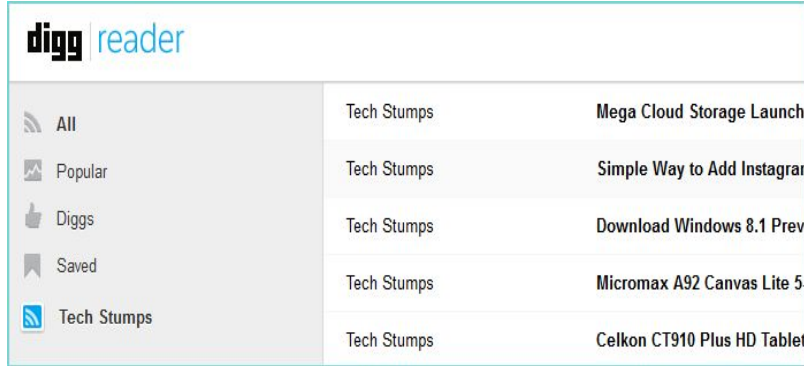 digg reader
All
Popular
Diggs
Saved
Tech Stumps
Tech Stumps Mega Cloud Storage Launch
Tech Stumps Simple Way to Add
Tech Stumps Download Windows 8.1
Tech Stumps Micromax A92 Canvas Lite
Tech Stumps Celkon CT910 Plus HD Tablet